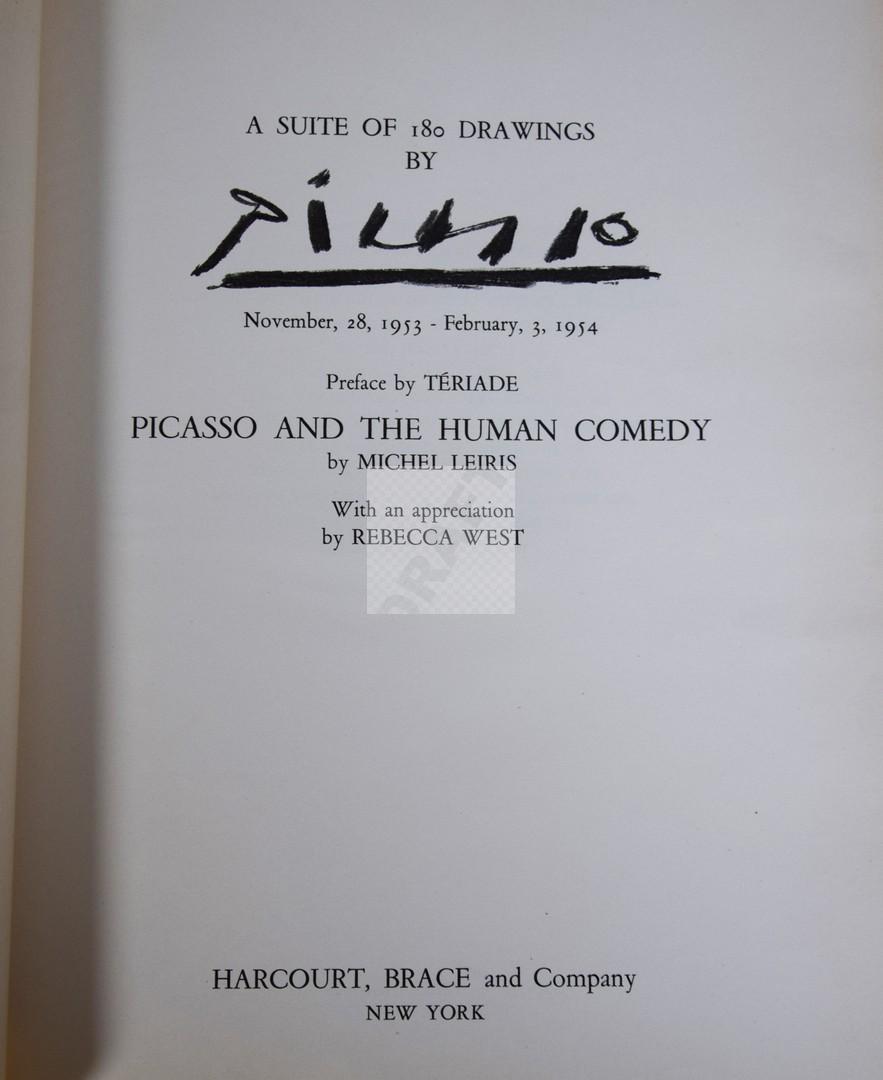 A SUITE OF 180 DRAWINGS
BY
Picasso
November, 28, 1953 - February, 3, 1954
Preface by TÉRIADE
PICASSO AND THE HUMAN COMEDY
by MICHEL LEIRIS
With an appreciation
by REBECCA WEST
DRAFT
HARCOURT, BRACE and Company
NEW YORK